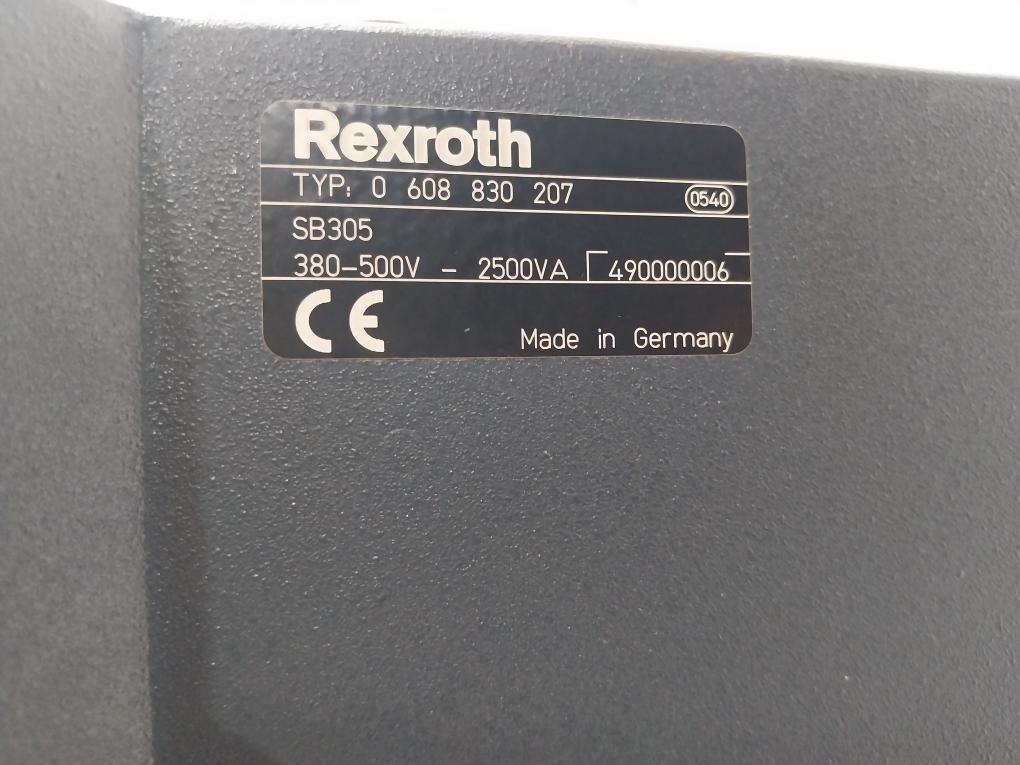 Rexroth
TYP: 0 608 830 207 0540
SB305
380-500V - 2500VA 490000006
CE Made in Germany